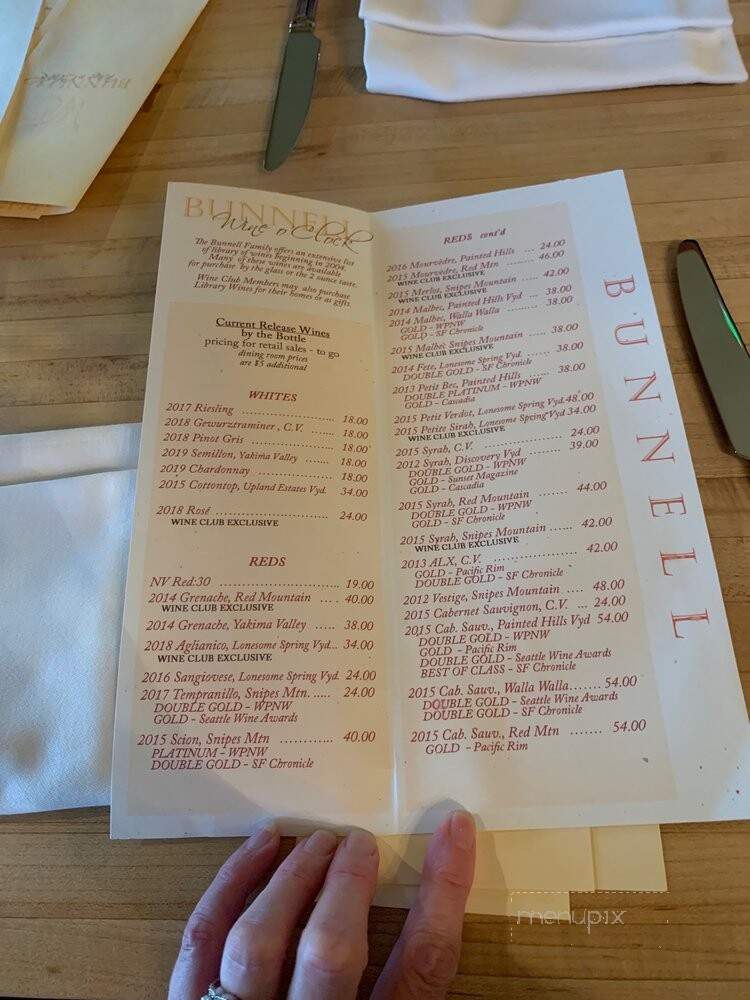 BUNNELL
Wine o'Clock
The Bunnell Family offers an extensive list
of library of wines beginning in 2004.
Many of these wines are available
for purchase by the glass or the 2 ounce taste.
Wine Club Members may also purchase
Library Wines for their homes or as gifts.
Current Release Wines
by the Bottle
pricing for retail sales - to go
dining room prices
are $5 additional
WHITES
2017 Riesling ........................ 18.00
2018 Gewurztraminer, C.V. ....... 18.00
2018 Pinot Gris ..................... 18.00
2019 Semillon, Yakima Valley ....... 18.00
2019 Chardonnay ..................... 18.00
2015 Cottontop, Upland Estates Vyd. 34.00
2018 Rosé ........................... 24.00
WINE CLUB EXCLUSIVE
REDS
NV Red:30 ........................... 19.00
2014 Grenache, Red Mountain .... 40.00
WINE CLUB EXCLUSIVE
2014 Grenache, Yakima Valley ..... 38.00
2018 Aglianico, Lonesome Spring Vyd... 34.00
WINE CLUB EXCLUSIVE
2016 Sangiovese, Lonesome Spring Vyd. 24.00
2017 Tempranillo, Snipes Mtn. ..... 24.00
DOUBLE GOLD - WPNW
GOLD - Seattle Wine Awards
2015 Scion, Snipes Mtn ............ 40.00
PLATINUM - WPNW
DOUBLE GOLD - SF Chronicle
REDS cont'd
2016 Mourvèdre, Painted Hills ... 24.00
2015 Mourvèdre, Red Mtn ........ 46.00
WINE CLUB EXCLUSIVE
2015 Merlot, Snipes Mountain ..... 42.00
WINE CLUB EXCLUSIVE
2014 Malbec, Painted Hills Vyd ... 38.00
2014 Malbec, Walla Walla ........ 38.00
GOLD - WPNW
GOLD - SF Chronicle
2015 Malbec Snipes Mountain ..... 38.00
WINE CLUB EXCLUSIVE
2014 Fete, Lonesome Spring Vyd. ...... 38.00
DOUBLE GOLD - SF Chronicle
2013 Petit Bec, Painted Hills ....... 38.00
DOUBLE PLATINUM - WPNW
GOLD - Cascadia
2015 Petit Verdot, Lonesome Spring Vyd. 48.00
2015 Petite Sirah, Lonesome Spring Vyd 34.00
WINE CLUB EXCLUSIVE
2015 Syrah, C.V. .................... 24.00
2012 Syrah, Discovery Vyd ........ 39.00
DOUBLE GOLD - WPNW
GOLD - Sunset Magazine
GOLD - Cascadia
2015 Syrah, Red Mountain ....... 44.00
DOUBLE GOLD - WPNW
GOLD - SF Chronicle
2015 Syrah, Snipes Mountain ...... 42.00
WINE CLUB EXCLUSIVE
2013 ALX, C.V. .................... 42.00
GOLD - Pacific Rim
DOUBLE GOLD - SF Chronicle
2012 Vestige, Snipes Mountain .... 48.00
2015 Cabernet Sauvignon, C.V. ... 24.00
2015 Cab. Sauv., Painted Hills Vyd 54.00
DOUBLE GOLD - WPNW
GOLD - Pacific Rim
DOUBLE GOLD - Seattle Wine Awards
BEST OF CLASS - SF Chronicle
2015 Cab. Sauv., Walla Walla....... 54.00
DOUBLE GOLD - Seattle Wine Awards
DOUBLE GOLD - SF Chronicle
2015 Cab. Sauv., Red Mtn ....... 54.00
GOLD - Pacific Rim
BUNNELL
menupix